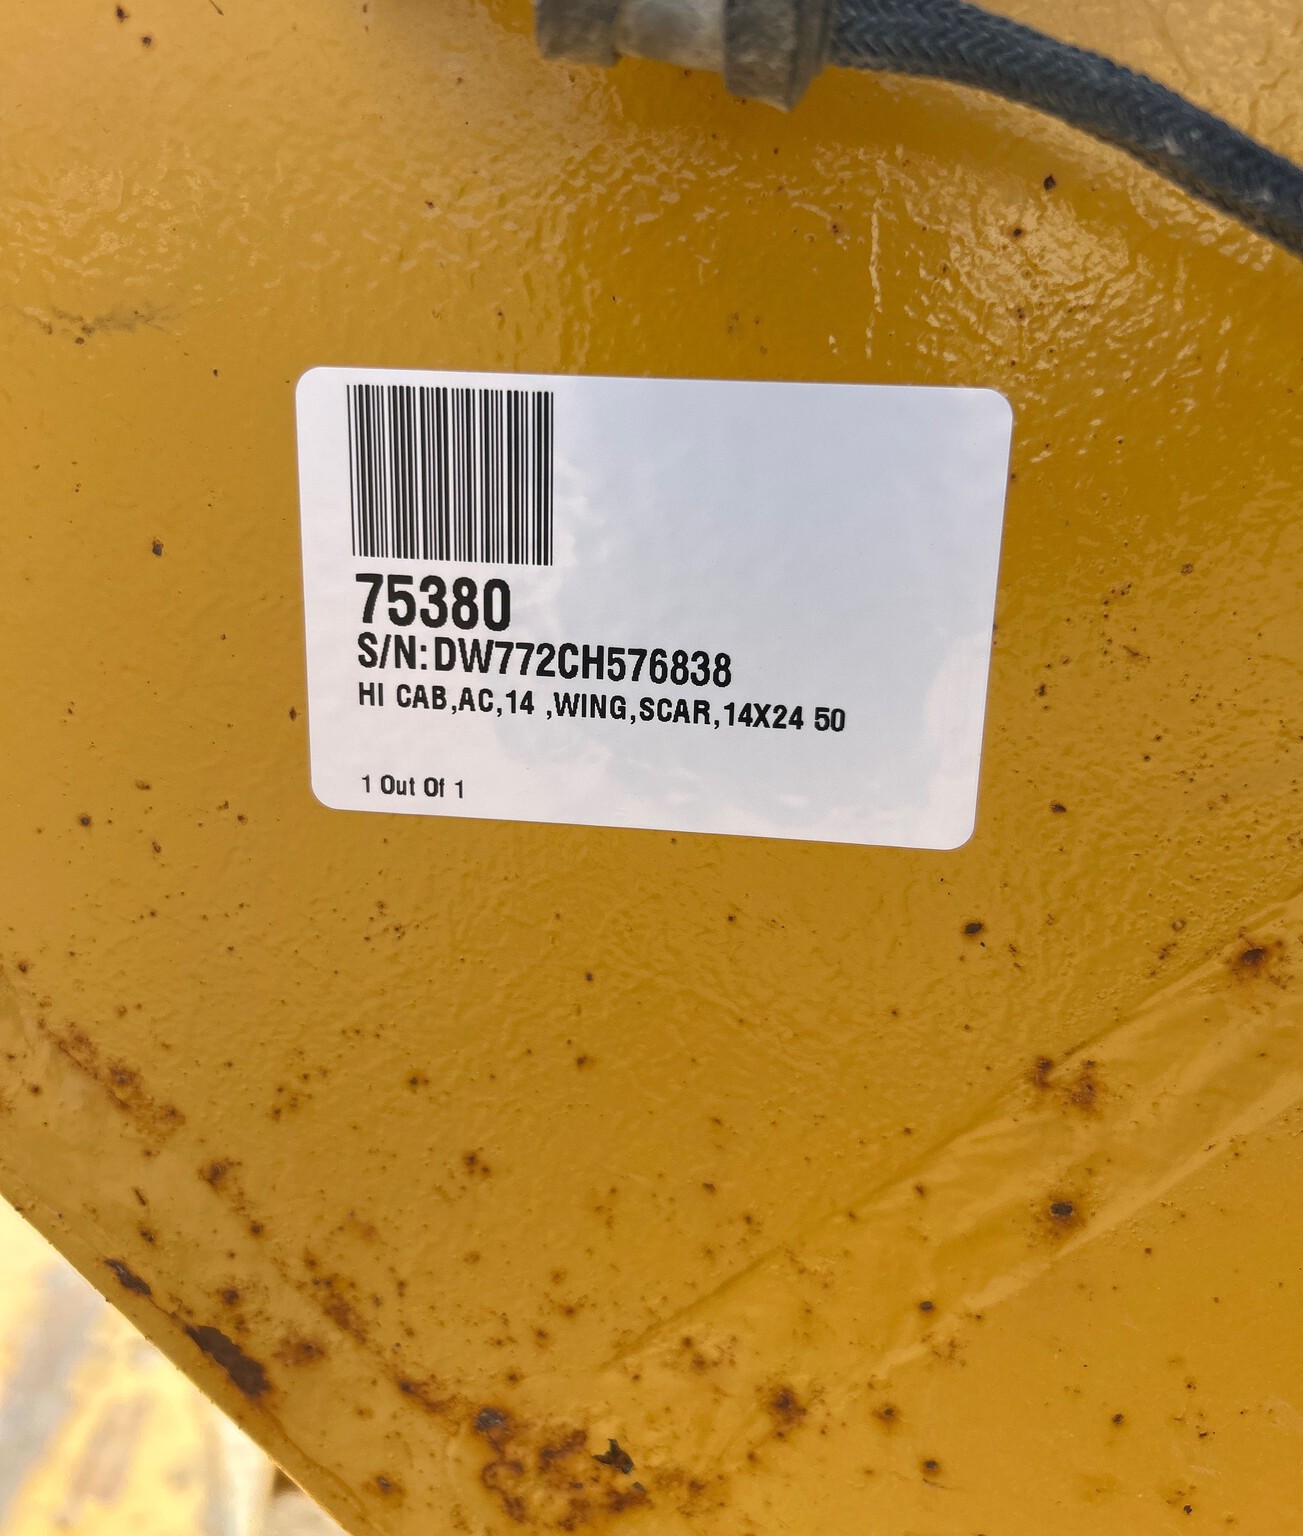 75380
S/N:DW772CH576838
HI CAB,AC,14 ,WING,SCAR,14X24 50
1 Out Of 1